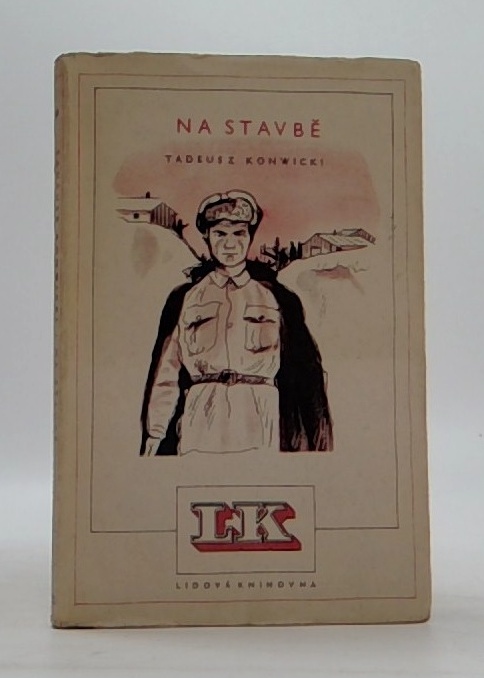 NA STAVBĚ
TADEUSZ KONWICKI
LK
LIDOVÁ KNIHOVNA